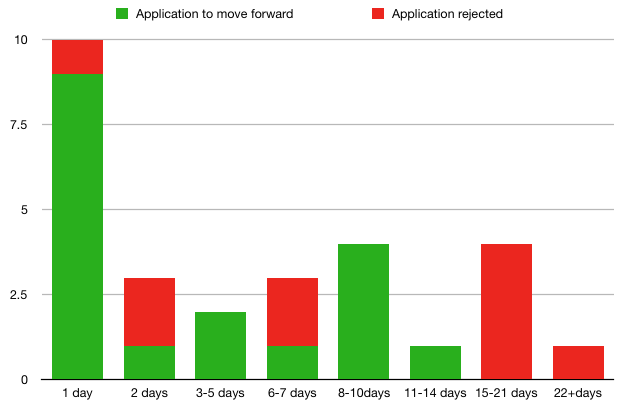 Application to move forward Application rejected
10
7.5
5
2.5
0
1 day 2 days 3-5 days 6-7 days 8-10days 11-14 days 15-21 days 22+days